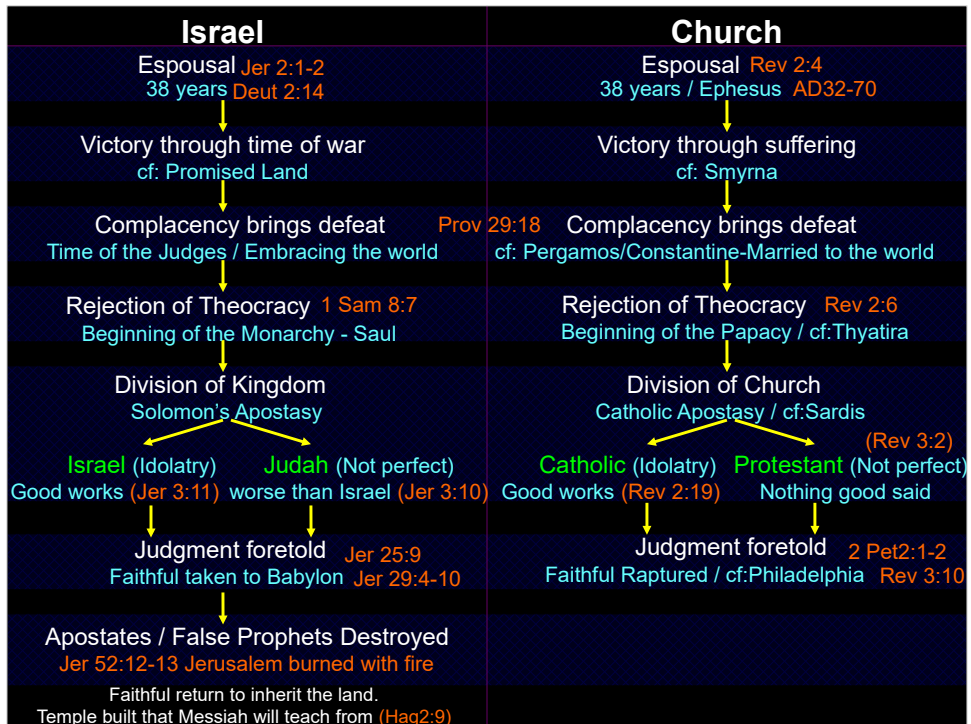 Israel
Espousal Jer 2:1-2
38 years Deut 2:14
Victory through time of war
cf: Promised Land
Complacency brings defeat Prov 29:18
Time of the Judges / Embracing the world
Rejection of Theocracy 1 Sam 8:7
Beginning of the Monarchy - Saul
Division of Kingdom
Solomon's Apostasy
Israel (Idolatry) Judah (Not perfect)
Good works (Jer 3:11) worse than Israel (Jer 3:10)
Judgment foretold Jer 25:9
Faithful taken to Babylon Jer 29:4-10
Apostates / False Prophets Destroyed
Jer 52:12-13 Jerusalem burned with fire
Faithful return to inherit the land.
Temple built that Messiah will teach from (Hag2:9)
Church
Espousal Rev 2:4
38 years / Ephesus AD32-70
Victory through suffering
cf: Smyrna
Complacency brings defeat
cf: Pergamos/Constantine-Married to the world
Rejection of Theocracy Rev 2:6
Beginning of the Papacy / cf:Thyatira
Division of Church
Catholic Apostasy / cf:Sardis
(Rev 3:2)
Catholic (Idolatry) Protestant (Not perfect)
Good works (Rev 2:19) Nothing good said
Judgment foretold 2 Pet2:1-2
Faithful Raptured / cf:Philadelphia Rev 3:10